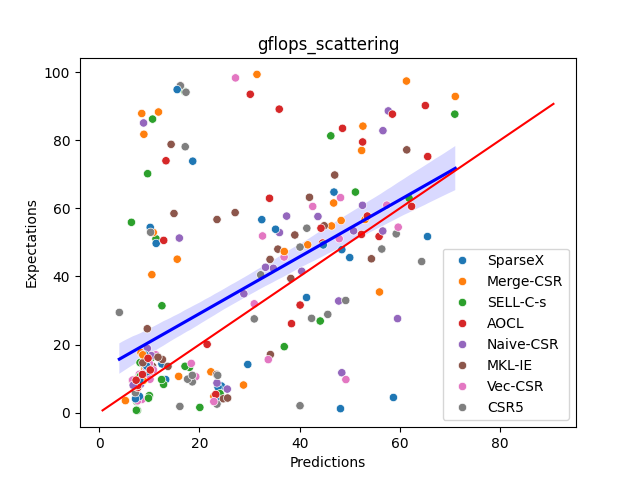 gflops_scattering
100
80
60
40
20
0
Expectations
0
20
40
60
80
Predictions
SparseX
Merge-CSR
SELL-C-s
AOCL
Naive-CSR
MKL-IE
Vec-CSR
CSR5